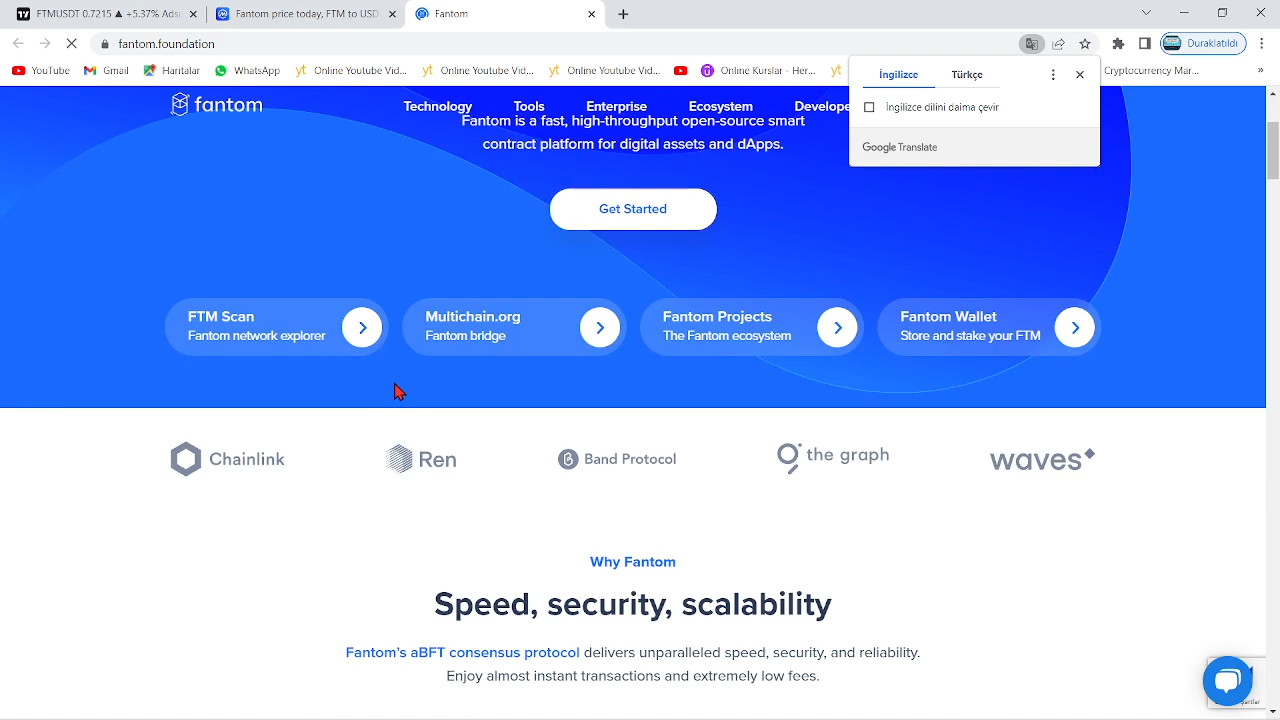 FTMUSDT 0.7215 ▲ +5.37% Adsı
Fantom price today, FTM to USD
Fantom
fantom.foundation
Duraklatıldı
YouTube
Gmail
Haritalar
WhatsApp
Online Youtube Vid...
Online Youtube Vid...
Online Youtube Vid...
Online Kurslar - Her...
Cryptocurrency Mar...
»
İngilizce
Türkçe
İngilizce dilini daima çevir
Google Translate
fantom
Technology
Tools
Enterprise
Ecosystem
Develope
Fantom is a fast, high-throughput open-source smart
contract platform for digital assets and dApps.
Get Started
FTM Scan
Fantom network explorer
Multichain.org
Fantom bridge
Fantom Projects
The Fantom ecosystem
Fantom Wallet
Store and stake your FTM
Chainlink
Ren
Band Protocol
the graph
waves
Why Fantom
Speed, security, scalability
Fantom's aBFT consensus protocol delivers unparalleled speed, security, and reliability.
Enjoy almost instant transactions and extremely low fees.